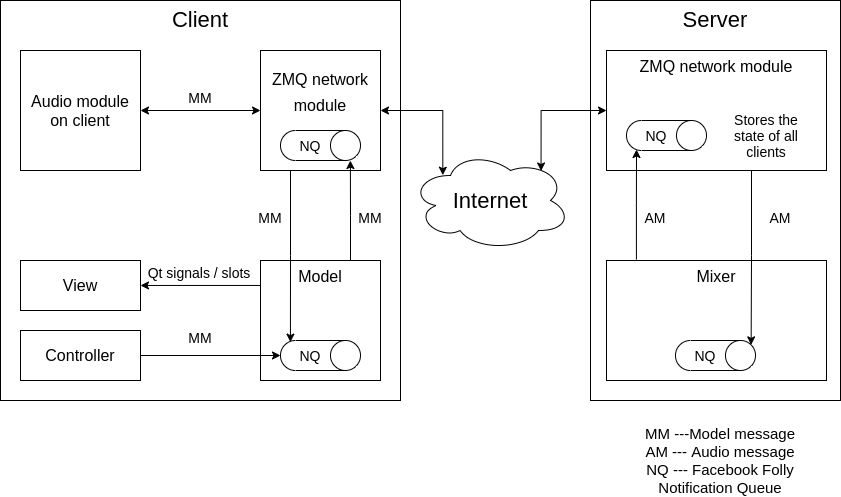 Client
Server
Audio module
on client
MM
ZMQ network
module
NQ
ZMQ network module
NQ
Stores the
state of all
clients
Internet
MM
MM
AM
AM
View
Qt signals / slots
Model
Mixer
Controller
MM
NQ
NQ
MM ---Model message
AM --- Audio message
NQ --- Facebook Folly
Notification Queue